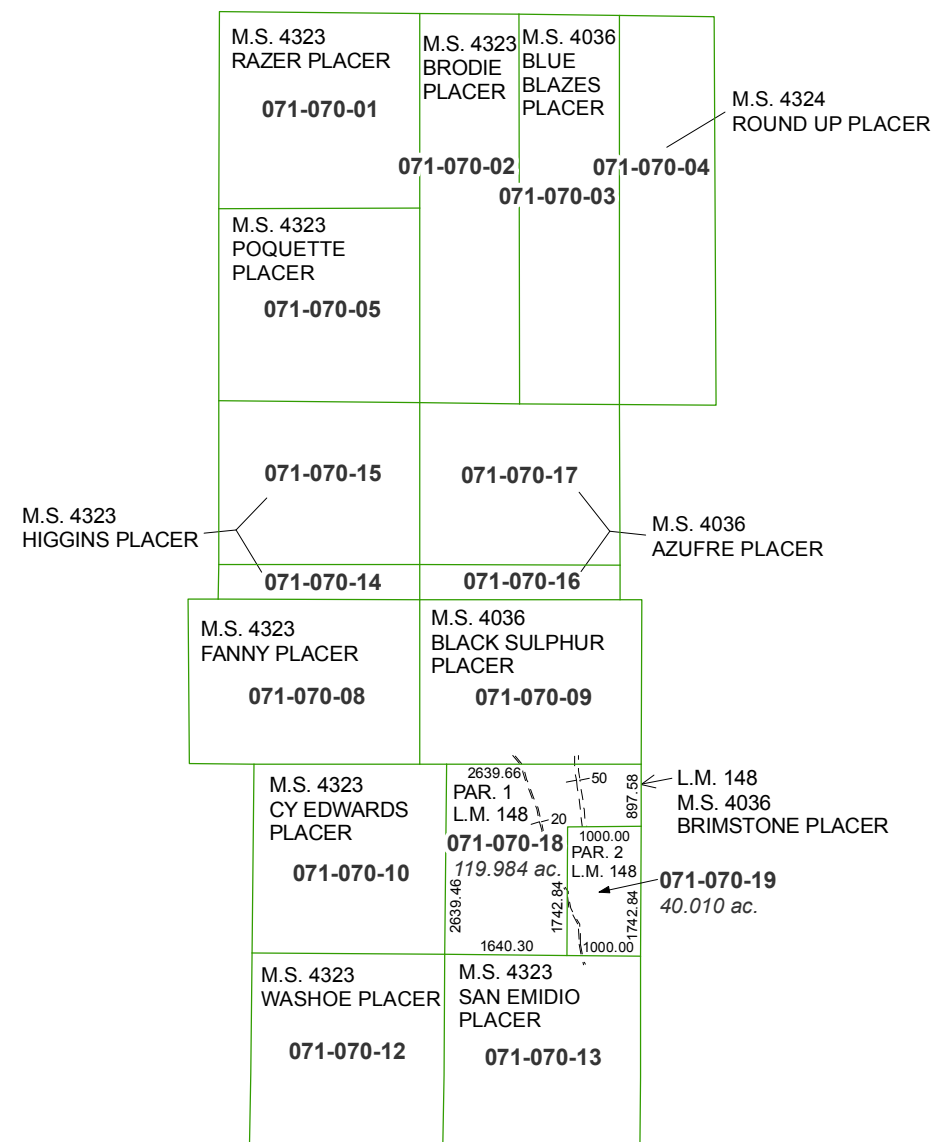 M.S. 4323
RAZER PLACER
071-070-01
M.S. 4323
BRODIE
PLACER
071-070-02
M.S. 4036
BLUE
BLAZES
PLACER
071-070-03
M.S. 4324
ROUND UP PLACER
071-070-04
M.S. 4323
POQUETTE
PLACER
071-070-05
071-070-15
071-070-17
M.S. 4323
HIGGINS PLACER
M.S. 4036
AZUFRE PLACER
071-070-14
071-070-16
M.S. 4323
FANNY PLACER
071-070-08
M.S. 4036
BLACK SULPHUR
PLACER
071-070-09
M.S. 4323
CY EDWARDS
PLACER
071-070-10
2639.66
PAR. 1
L.M. 148
20
50
071-070-18
119.984 ac.
2639.46
1742.84
1640.30
897.58
L.M. 148
M.S. 4036
BRIMSTONE PLACER
1000.00
PAR. 2
L.M. 148
071-070-19
40.010 ac.
1742.84
1000.00
M.S. 4323
WASHOE PLACER
071-070-12
M.S. 4323
SAN EMIDIO
PLACER
071-070-13